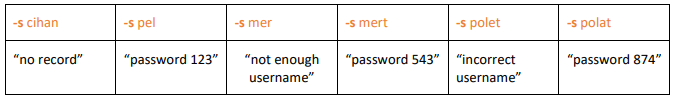 -s cihan -s pel -s mer -s mert -s polet -s polat
“no record” “password 123” “not enough username” “password 543” “incorrect username” “password 874”